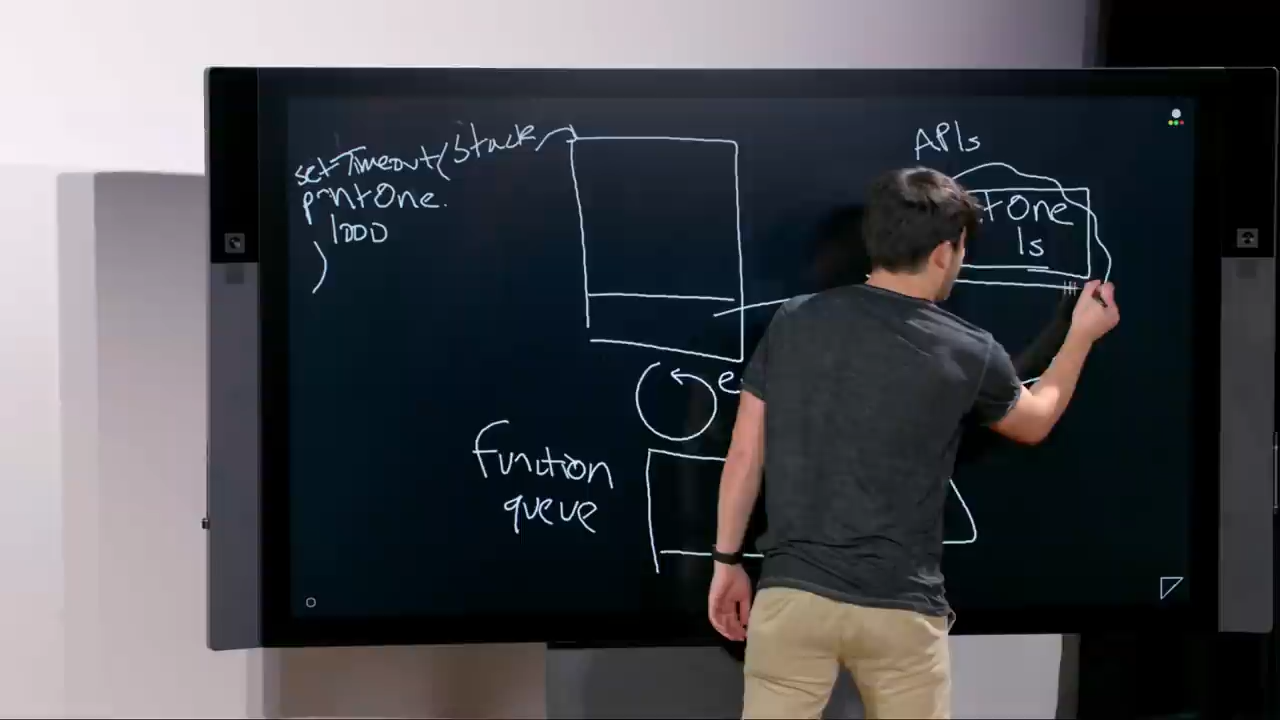 setTimeout(
printOne.
1000
)
Stack
APIs
tOne
1s
e
function
queue